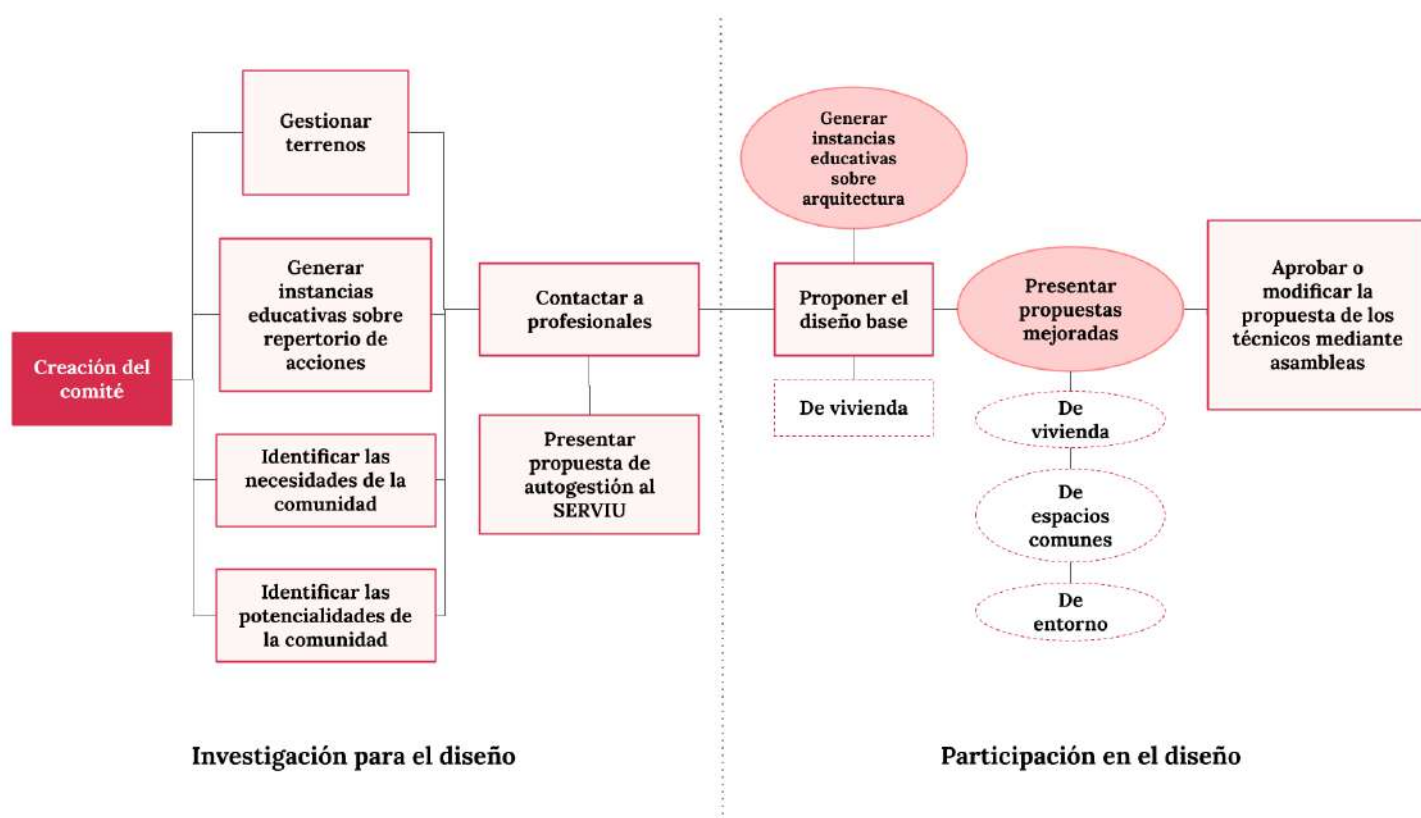 Gestionar
terrenos
Generar
instancias
educativas sobre
repertorio de
acciones
Creación del
comité
Identificar las
necesidades de la
comunidad
Identificar las
potencialidades de
la comunidad
Contactar a
profesionales
Presentar
propuesta de
autogestión al
SERVIU
Investigación para el diseño
Generar
instancias
educativas
sobre
arquitectura
Proponer el
diseño base
De vivienda
Presentar
propuestas
mejoradas
De
vivienda
De
espacios
comunes
De
entorno
Aprobar o
modificar la
propuesta de los
técnicos mediante
asambleas
Participación en el diseño